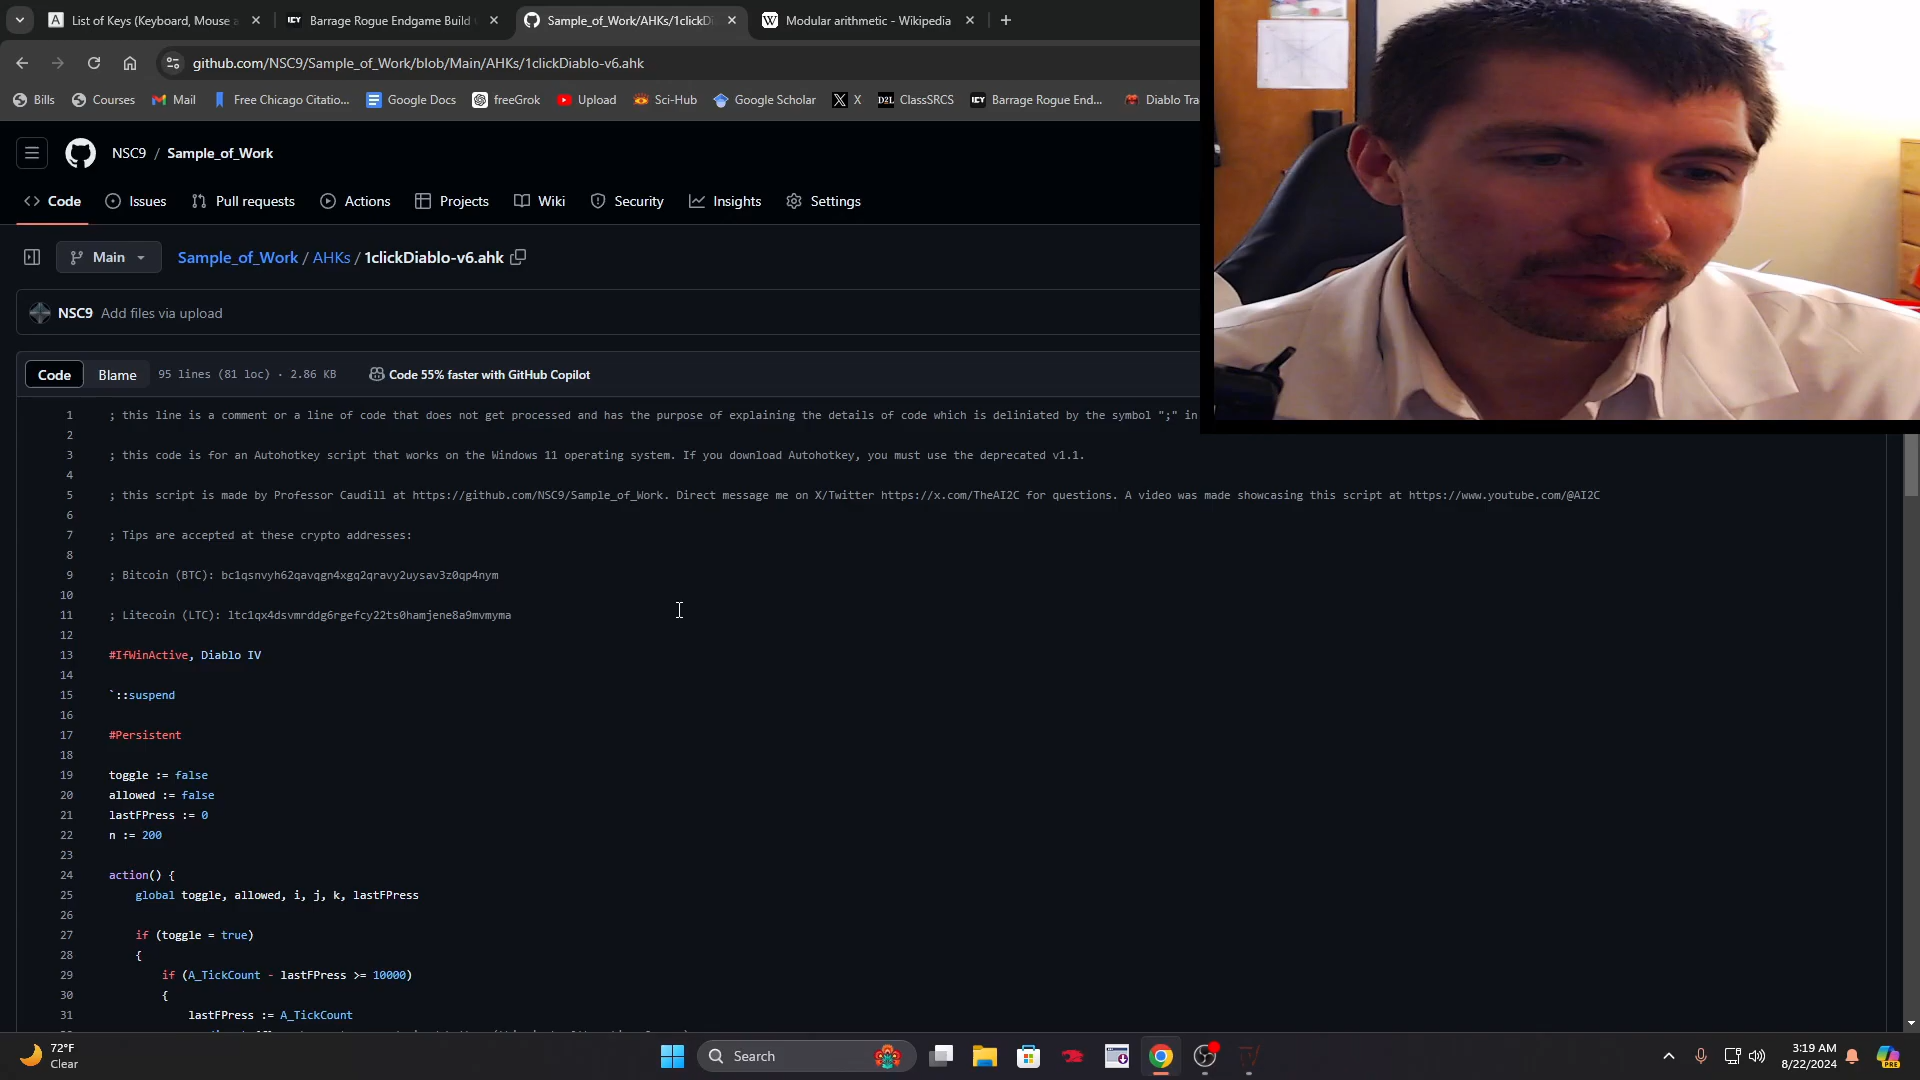 List of Keys (Keyboard, Mouse a
Barrage Rogue Endgame Build
Sample_of_Work/AHKs/1clickDi
Modular arithmetic - Wikipedia
github.com/NSC9/Sample_of_Work/blob/Main/AHKs/1clickDiablo-v6.ahk
Bills
Courses
Mail
Free Chicago Citatio...
Google Docs
freeGrok
Upload
Sci-Hub
Google Scholar
X
ClassSRCS
Barrage Rogue End...
Diablo Tra
NSC9 / Sample_of_Work
Code
Issues
Pull requests
Actions
Projects
Wiki
Security
Insights
Settings
Main
Sample_of_Work / AHKs / 1clickDiablo-v6.ahk
NSC9 Add files via upload
Code
Blame
95 lines (81 loc) · 2.86 KB
Code 55% faster with GitHub Copilot
1 ; this line is a comment or a line of code that does not get processed and has the purpose of explaining the details of code which is deliniated by the symbol ";" in
2
3 ; this code is for an Autohotkey script that works on the Windows 11 operating system. If you download Autohotkey, you must use the deprecated v1.1.
4
5 ; this script is made by Professor Caudill at https://github.com/NSC9/Sample_of_Work. Direct message me on X/Twitter https://x.com/TheAI2C for questions. A video was made showcasing this script at https://www.youtube.com/@AI2C
6
7 ; Tips are accepted at these crypto addresses:
8
9 ; Bitcoin (BTC): bc1qsnvyh62qavqgn4xgq2qravy2uysav3z0qp4nym
10
11 ; Litecoin (LTC): ltc1qx4dsvmrddg6rgefcy22ts0hamjene8a9mvmyma
12
13 #IfWinActive, Diablo IV
14
15 `::suspend
16
17 #Persistent
18
19 toggle := false
20 allowed := false
21 lastFPress := 0
22 n := 200
23
24 action() {
25 global toggle, allowed, i, j, k, lastFPress
26
27 if (toggle = true)
28 {
29 if (A_TickCount - lastFPress >= 10000)
30 {
31 lastFPress := A_TickCount
72°F
Clear
Search
3:19 AM
8/22/2024